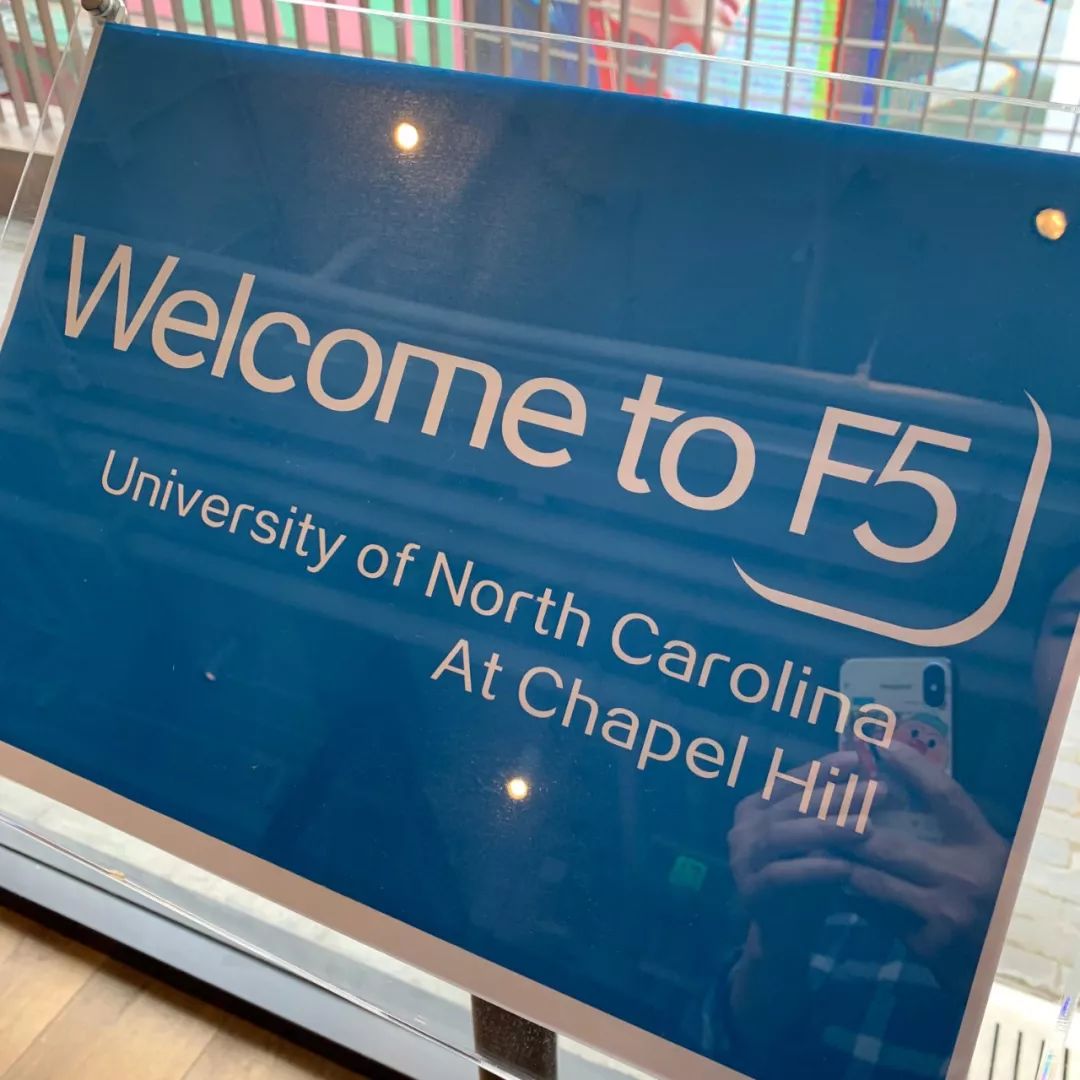 Welcome to F5
University of North Carolina
At Chapel Hill